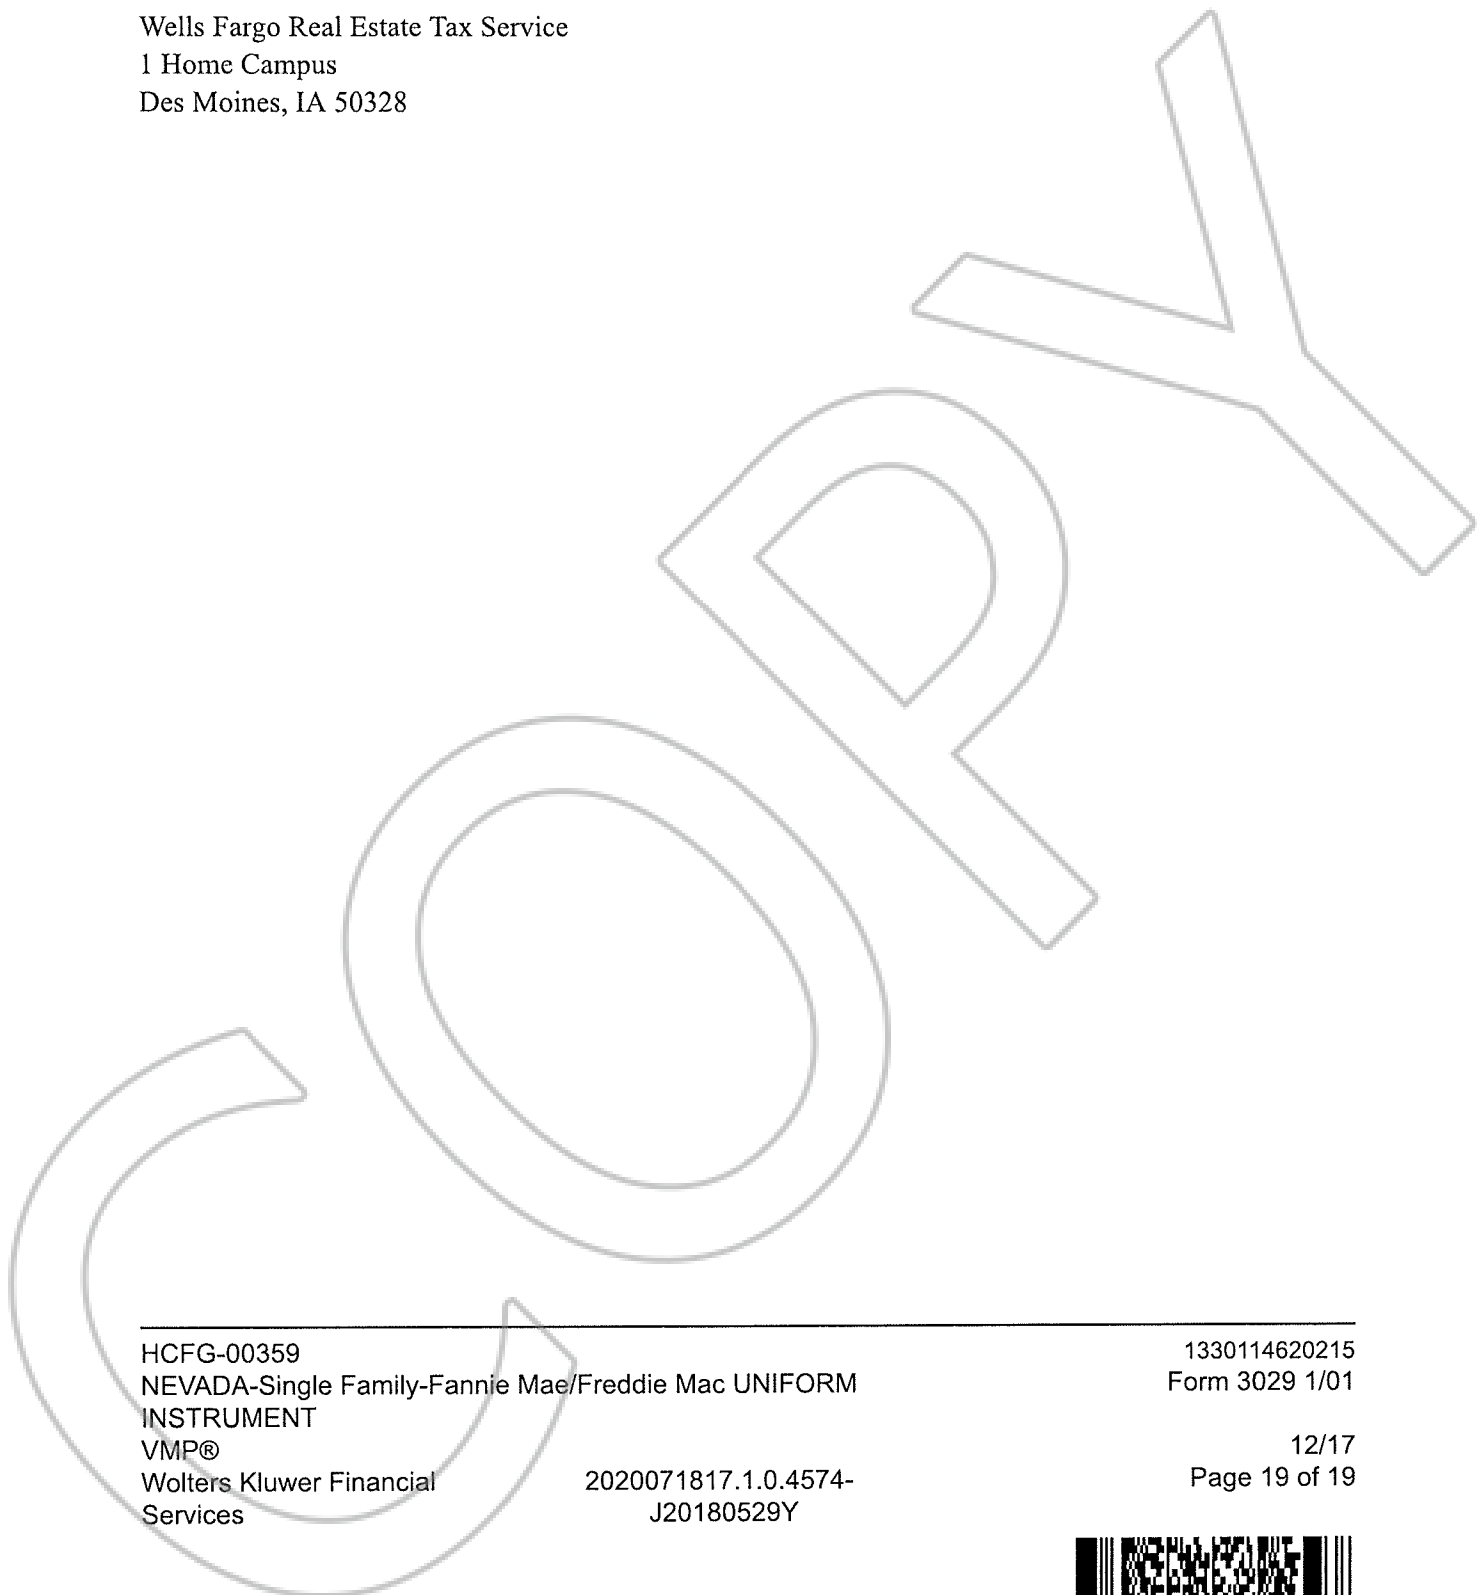 Wells Fargo Real Estate Tax Service
1 Home Campus
Des Moines, IA 50328
COPY
HCFG-00359
1330114620215
NEVADA-Single Family-Fannie Mae/Freddie Mac UNIFORM
Form 3029 1/01
INSTRUMENT
VMP®
12/17
Wolters Kluwer Financial
2020071817.1.0.4574-
Page 19 of 19
Services
J20180529Y